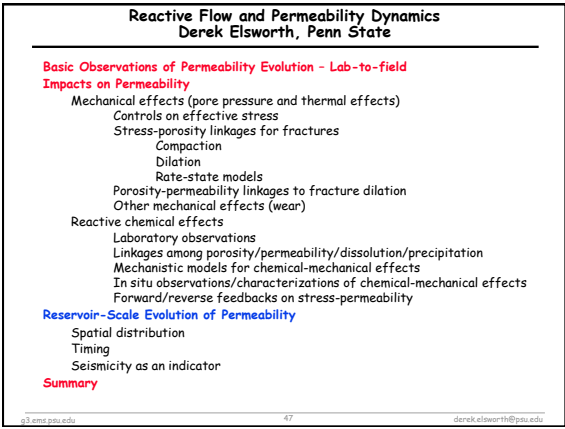 Reactive Flow and Permeability Dynamics
Derek Elsworth, Penn State
Basic Observations of Permeability Evolution – Lab-to-field
Impacts on Permeability
Mechanical effects (pore pressure and thermal effects)
Controls on effective stress
Stress-porosity linkages for fractures
Compaction
Dilation
Rate-state models
Porosity-permeability linkages to fracture dilation
Other mechanical effects (wear)
Reactive chemical effects
Laboratory observations
Linkages among porosity/permeability/dissolution/precipitation
Mechanistic models for chemical-mechanical effects
In situ observations/characterizations of chemical-mechanical effects
Forward/reverse feedbacks on stress-permeability
Reservoir-Scale Evolution of Permeability
Spatial distribution
Timing
Seismicity as an indicator
Summary
g3.ems.psu.edu 47 derek.elsworth@psu.edu